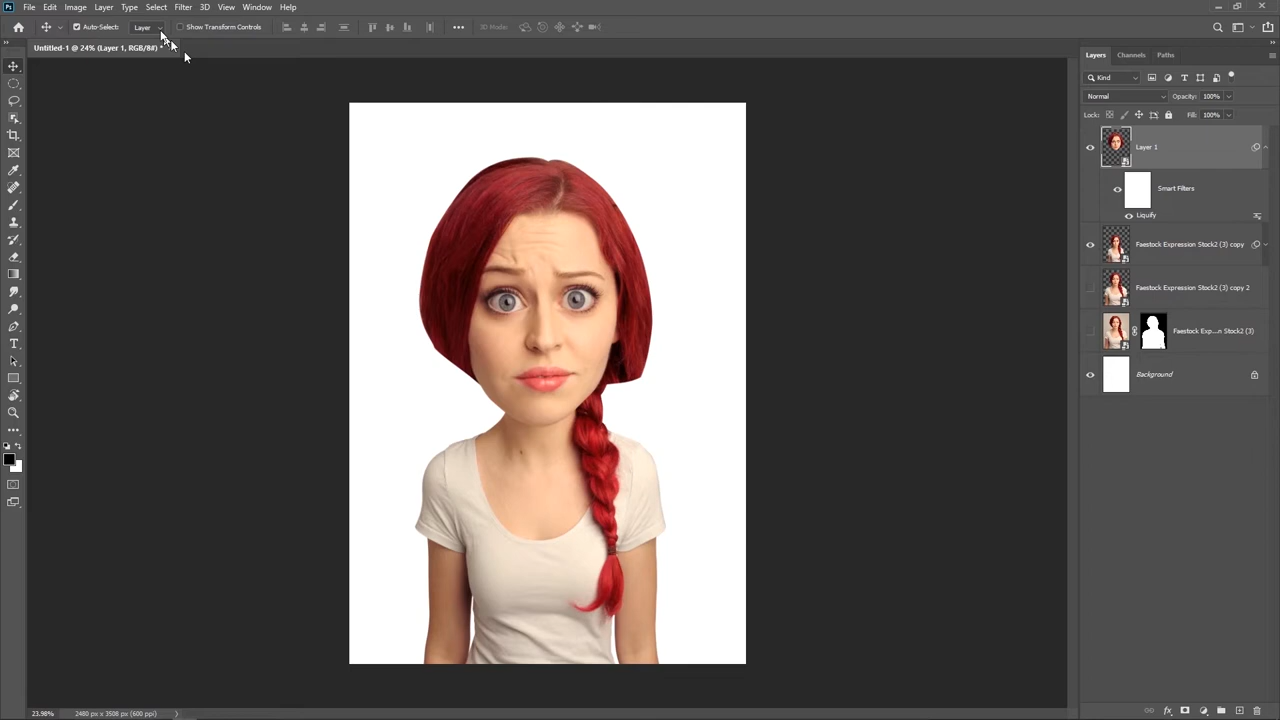 Ps File Edit Image Layer Type Select Filter 3D View Window Help
Auto-Select: Layer Show Transform Controls 3D Mode:
Untitled-1 @ 24% (Layer 1, RGB/8#) *
Layers Channels Paths
Kind
Normal Opacity: 100%
Lock: Fill: 100%
Layer 1
Smart Filters
Liquify
Faestock Expression Stock2 (3) copy
Faestock Expression Stock2 (3) copy 2
Faestock Exp...n Stock2 (3)
Background
23.98% 2480 px x 3508 px (600 ppi)